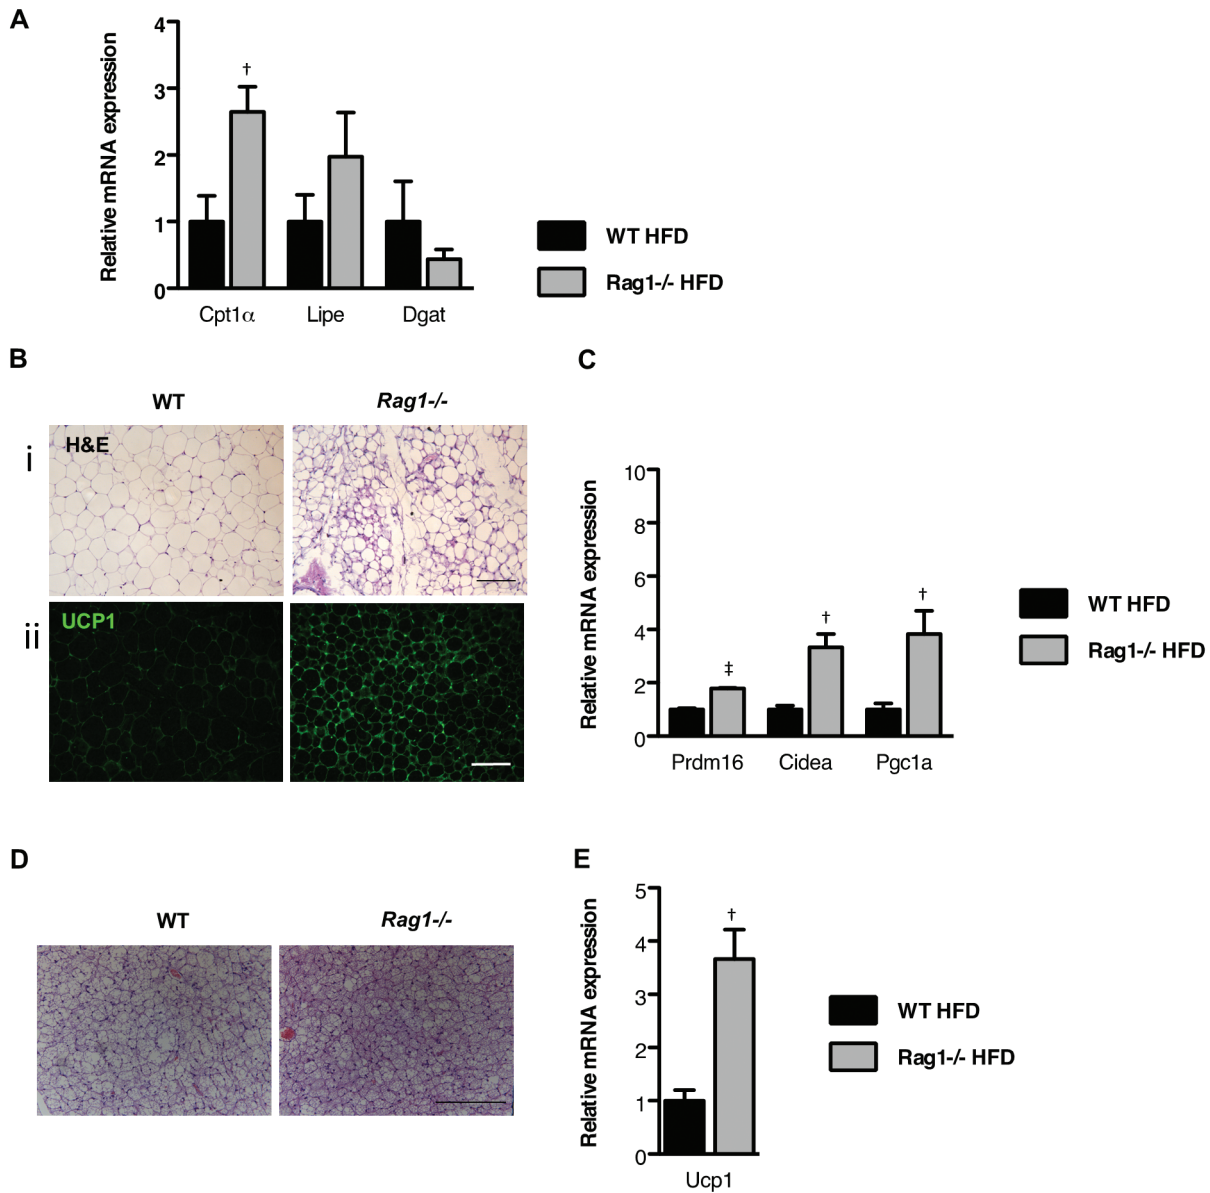 A
Relative mRNA expression
4
3
2
1
0
†
Cpt1α Lipe Dgat
WT HFD
Rag1-/- HFD
B
WT Rag1-/-
i
H&E
ii
UCP1
C
Relative mRNA expression
10
8
6
4
2
0
‡ † †
Prdm16 Cidea Pgc1a
WT HFD
Rag1-/- HFD
D
WT Rag1-/-
E
Relative mRNA expression
5
4
3
2
1
0
†
Ucp1
WT HFD
Rag1-/- HFD